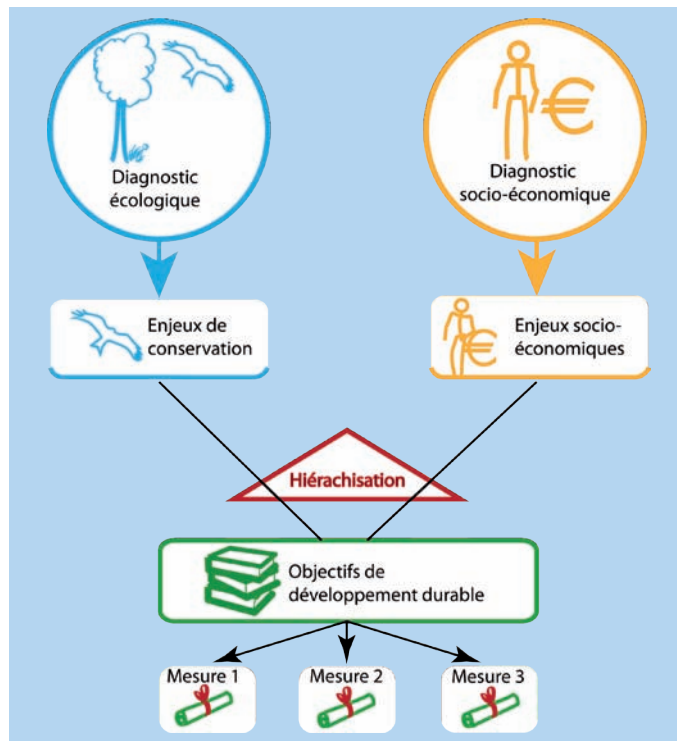 Diagnostic
écologique
Diagnostic
socio-économique
Enjeux de
conservation
Enjeux socio-
économiques
Hiérachisation
Objectifs de
développement durable
Mesure 1
Mesure 2
Mesure 3